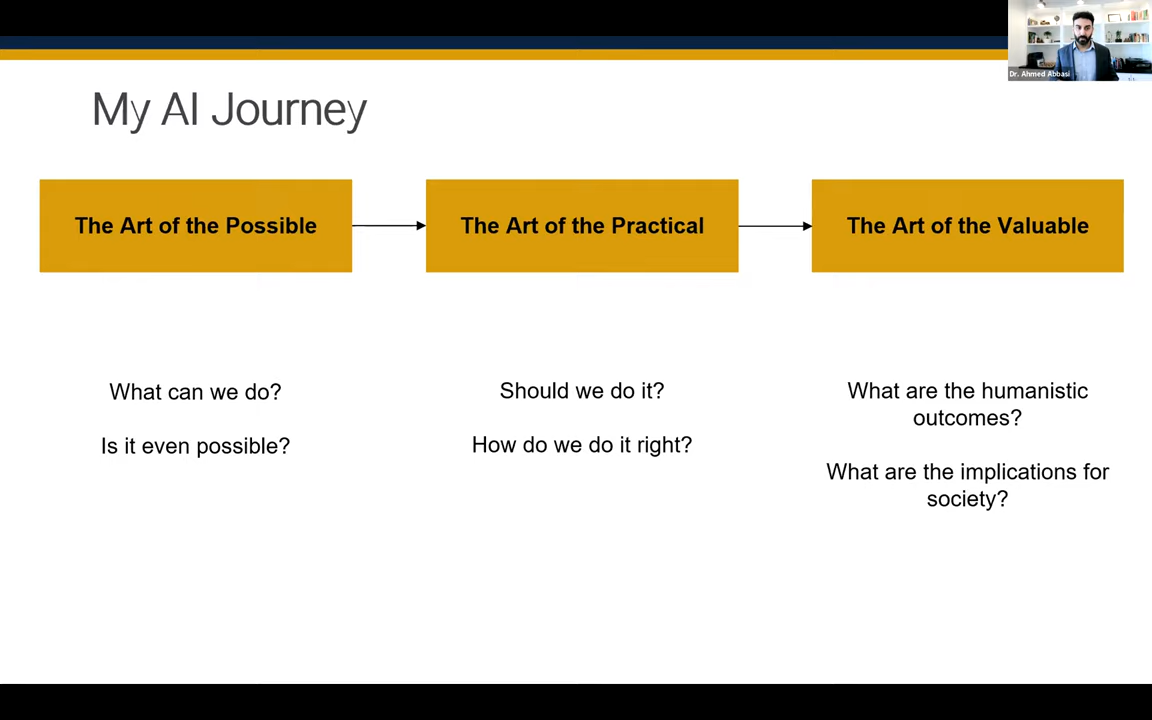 Dr. Ahmed Abbasi
My AI Journey
The Art of the Possible
The Art of the Practical
The Art of the Valuable
What can we do?
Is it even possible?
Should we do it?
How do we do it right?
What are the humanistic
outcomes?
What are the implications for
society?